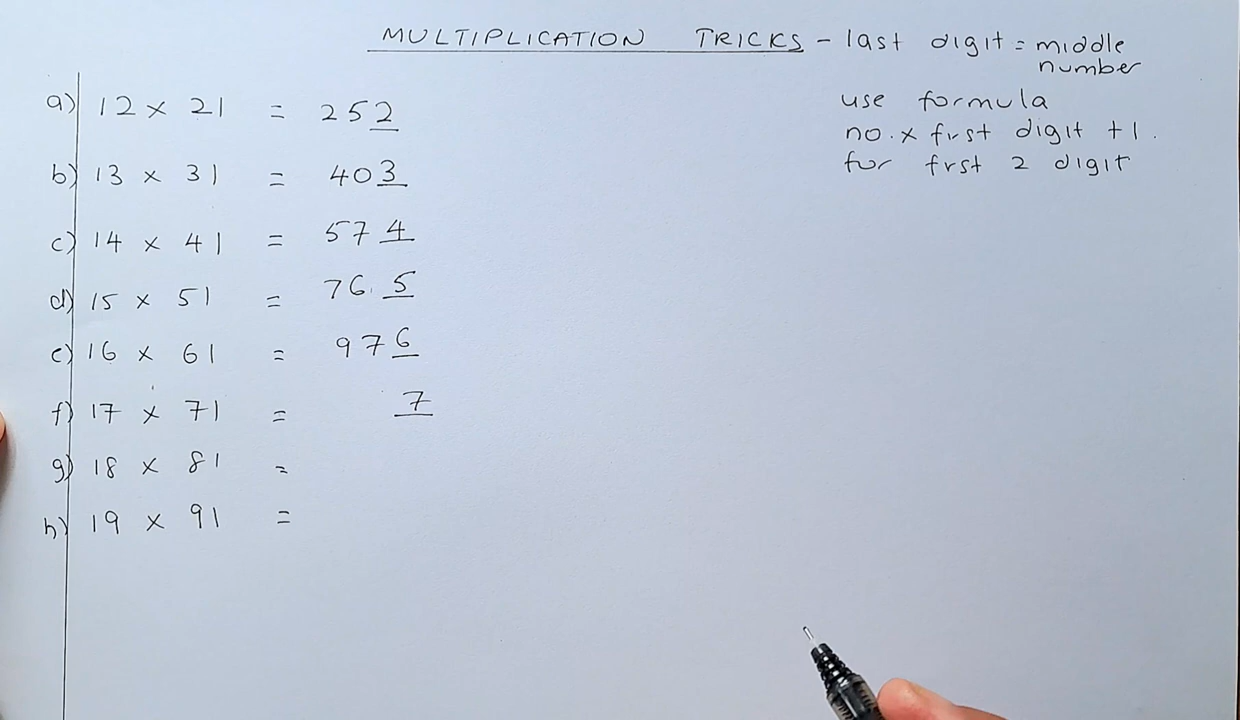 MULTIPLICATION TRICKS - last digit = middle
number
use formula
no. x first digit +1.
for frst 2 digit
a) 12 x 21 = 252
b) 13 x 31 = 403
c) 14 x 41 = 574
d) 15 x 51 = 765
e) 16 x 61 = 976
f) 17 x 71 = 7
g) 18 x 81 =
h) 19 x 91 =